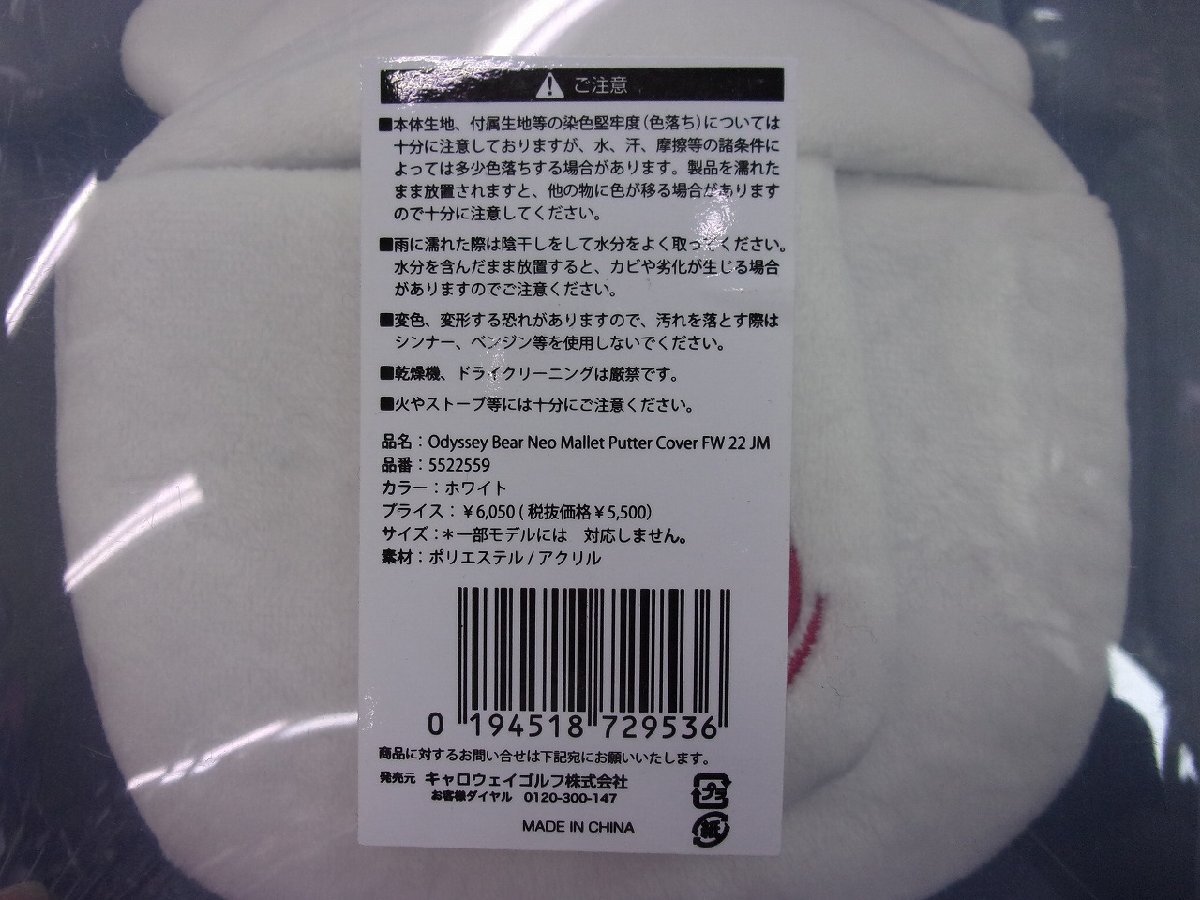 ご注意
■本体生地、付属生地等の染色堅牢度(色落ち)については
十分に注意しておりますが、水、汗、摩擦等の諸条件に
よっては多少色落ちする場合があります。製品を濡れた
まま放置されますと、他の物に色が移る場合があります
ので十分に注意してください。
■雨に濡れた際は陰干しをして水分をよく取ってください。
水分を含んだまま放置すると、カビや劣化が生じる場合
がありますのでご注意ください。
■変色、変形する恐れがありますので、汚れを落とす際は
シンナー、ベンジン等を使用しないでください。
■乾燥機、ドライクリーニングは厳禁です。
■火やストーブ等には十分にご注意ください。
品名：Odyssey Bear Neo Mallet Putter Cover FW 22 JM
品番：5522559
カラー：ホワイト
プライス：￥6,050 ( 税抜価格￥5,500)
サイズ：＊一部モデルには　対応しません。
素材：ポリエステル / アクリル
0 194518 729536
商品に対するお問い合せは下記宛にお願いいたします。
発売元 キャロウェイゴルフ株式会社
お客様ダイヤル 0120-300-147
プラ
紙
MADE IN CHINA